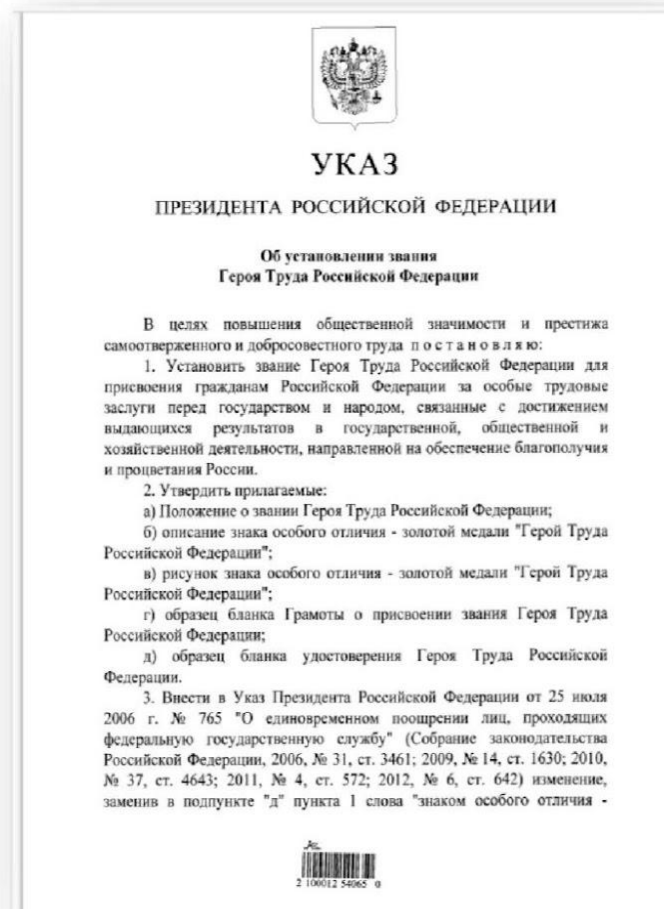 УКАЗ
ПРЕЗИДЕНТА РОССИЙСКОЙ ФЕДЕРАЦИИ
Об установлении звания
Героя Труда Российской Федерации
В целях повышения общественной значимости и престижа
самоотверженного и добросовестного труда п о с т а н о в л я ю:
1. Установить звание Героя Труда Российской Федерации для
присвоения гражданам Российской Федерации за особые трудовые
заслуги перед государством и народом, связанные с достижением
выдающихся результатов в государственной, общественной и
хозяйственной деятельности, направленной на обеспечение благополучия
и процветания России.
2. Утвердить прилагаемые:
а) Положение о звании Героя Труда Российской Федерации;
б) описание знака особого отличия - золотой медали "Герой Труда
Российской Федерации";
в) рисунок знака особого отличия - золотой медали "Герой Труда
Российской Федерации";
г) образец бланка Грамоты о присвоении звания Героя Труда
Российской Федерации;
д) образец бланка удостоверения Героя Труда Российской
Федерации.
3. Внести в Указ Президента Российской Федерации от 25 июля
2006 г. № 765 "О единовременном поощрении лиц, проходящих
федеральную государственную службу" (Собрание законодательства
Российской Федерации, 2006, № 31, ст. 3461; 2009, № 14, ст. 1630; 2010,
№ 37, ст. 4643; 2011, № 4, ст. 572; 2012, № 6, ст. 642) изменение,
заменив в подпункте "д" пункта 1 слова "знаком особого отличия -
2 100012 54065 0